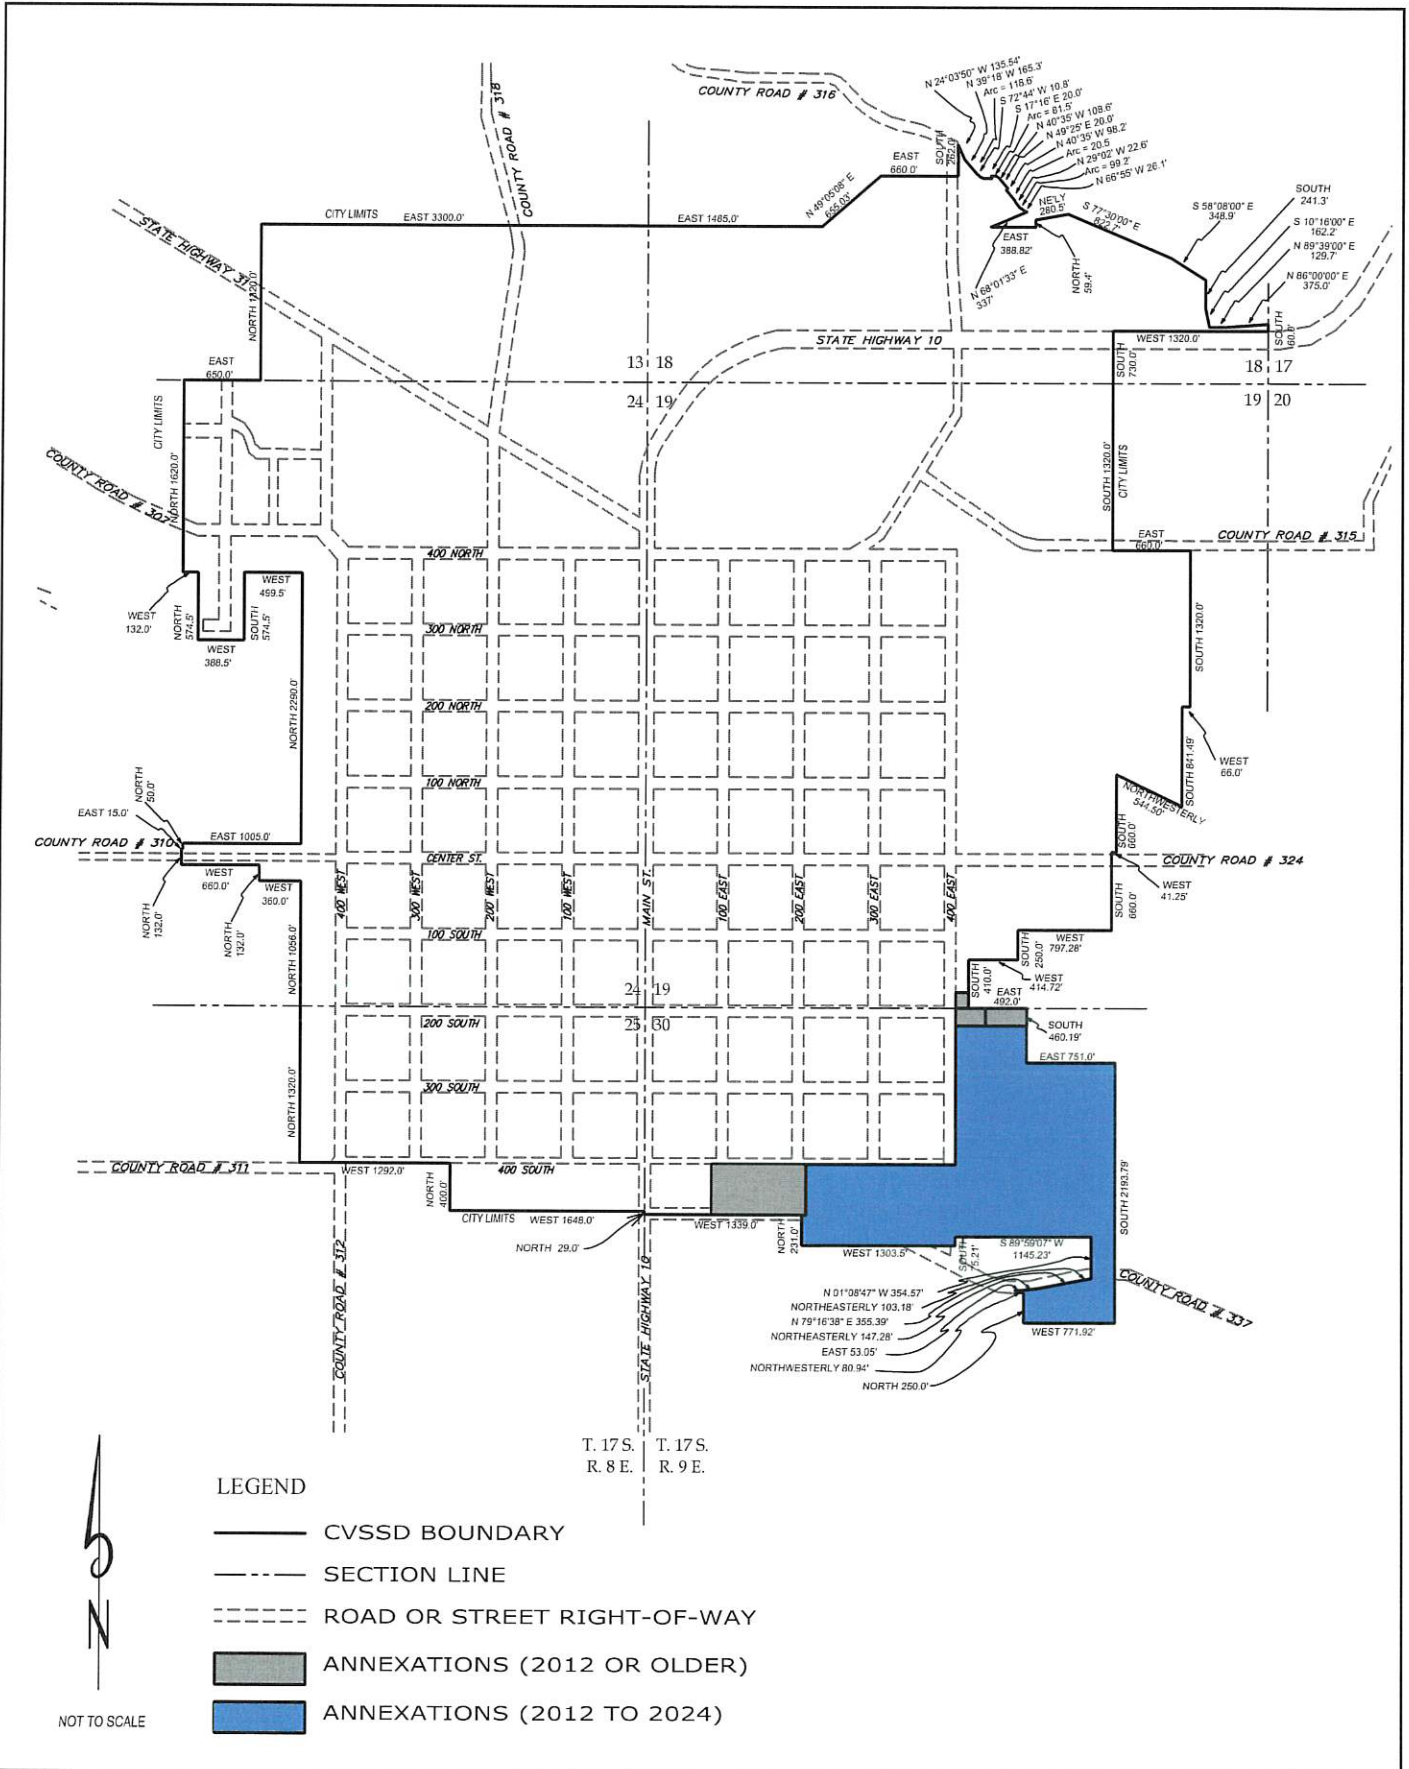 COUNTY ROAD # 316
COUNTY ROAD # 318
N 24°03'50" W 135.54'
N 39°18' W 165.3'
Arc = 118.6'
S 72°44' W 10.8'
S 17°16' E 20.0'
Arc = 61.5'
N 40°35' W 108.6'
N 49°25' E 20.0'
N 40°35' W 98.2'
Arc = 20.5
N 29°02' W 22.6'
Arc = 99.2'
N 66°55' W 26.1'
SOUTH
262.0'
EAST
660.0'
N 49°05'08" E
655.03'
CITY LIMITS
EAST 3300.0'
EAST 1485.0'
NE'LY
280.5'
S 77°30'00" E
822.7'
S 58°08'00" E
348.9'
SOUTH
241.3'
S 10°16'00" E
162.2'
N 89°39'00" E
129.7'
N 86°00'00" E
375.0'
EAST
388.82'
NORTH
59.4'
N 68°01'33" E
337'
STATE HIGHWAY 31
NORTH 1320.0'
STATE HIGHWAY 10
WEST 1320.0'
SOUTH
60.0'
SOUTH
730.0'
EAST
650.0'
13 18
24 19
18 17
19 20
CITY LIMITS
NORTH 1620.0'
COUNTY ROAD # 307
SOUTH 1320.0'
CITY LIMITS
EAST
660.0'
COUNTY ROAD # 315
400 NORTH
WEST
499.5'
WEST
132.0'
NORTH
574.5'
SOUTH
574.5'
WEST
388.5'
300 NORTH
SOUTH 1320.0'
NORTH 2290.0'
200 NORTH
WEST
66.0'
SOUTH 841.49'
NORTHWESTERLY
544.50'
100 NORTH
NORTH
50.0'
EAST 15.0'
EAST 1005.0'
COUNTY ROAD # 310
SOUTH
660.0'
CENTER ST.
COUNTY ROAD # 324
WEST
660.0'
WEST
360.0'
NORTH
132.0'
NORTH
132.0'
400 WEST
300 WEST
200 WEST
100 WEST
MAIN ST.
100 EAST
200 EAST
300 EAST
400 EAST
WEST
41.25'
SOUTH
660.0'
100 SOUTH
NORTH 1056.0'
WEST
797.28'
SOUTH
250.0'
WEST
414.72'
SOUTH
410.0'
EAST
492.0'
24 19
25 30
200 SOUTH
SOUTH
460.19'
EAST 751.0'
300 SOUTH
NORTH 1320.0'
COUNTY ROAD # 311
WEST 1292.0'
400 SOUTH
NORTH
400.0'
SOUTH 2193.79'
CITY LIMITS WEST 1648.0'
WEST 1339.0'
NORTH 29.0'
NORTH
231.0'
WEST 1303.5'
SOUTH
75.21'
S 89°59'07" W
1145.23'
COUNTY ROAD # 312
STATE HIGHWAY 10
COUNTY ROAD # 337
N 01°08'47" W 354.57'
NORTHEASTERLY 103.18'
N 79°16'38" E 355.39'
NORTHEASTERLY 147.28'
EAST 53.05'
NORTHWESTERLY 80.94'
NORTH 250.0'
WEST 771.92'
T. 17 S. T. 17 S.
R. 8 E. R. 9 E.
LEGEND
CVSSD BOUNDARY
SECTION LINE
ROAD OR STREET RIGHT-OF-WAY
ANNEXATIONS (2012 OR OLDER)
ANNEXATIONS (2012 TO 2024)
N
NOT TO SCALE